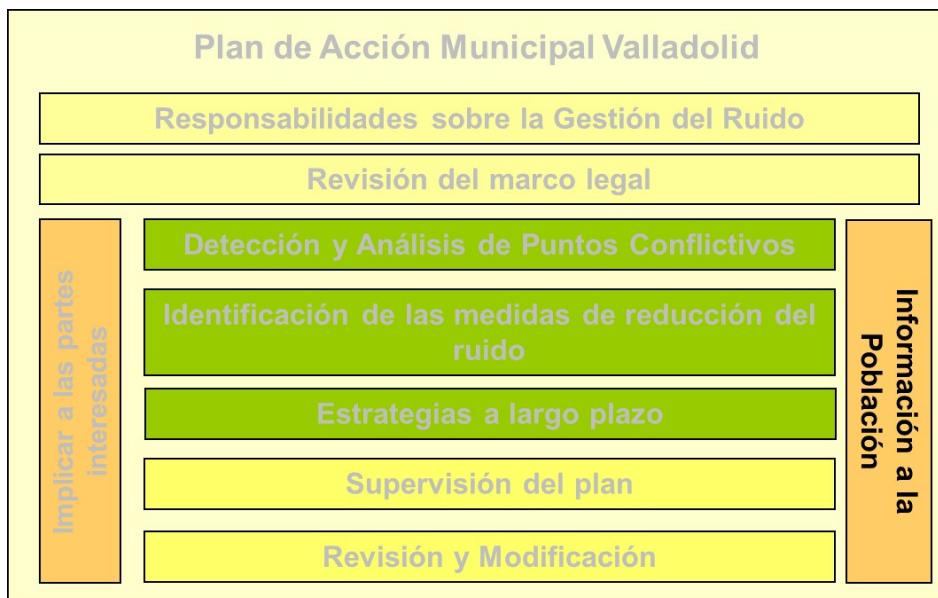 Plan de Acción Municipal Valladolid
Responsabilidades sobre la Gestión del Ruido
Revisión del marco legal
Implicar a las partes
interesadas
Detección y Análisis de Puntos Conflictivos
Identificación de las medidas de reducción del
ruido
Estrategias a largo plazo
Supervisión del plan
Revisión y Modificación
Información a la
Población